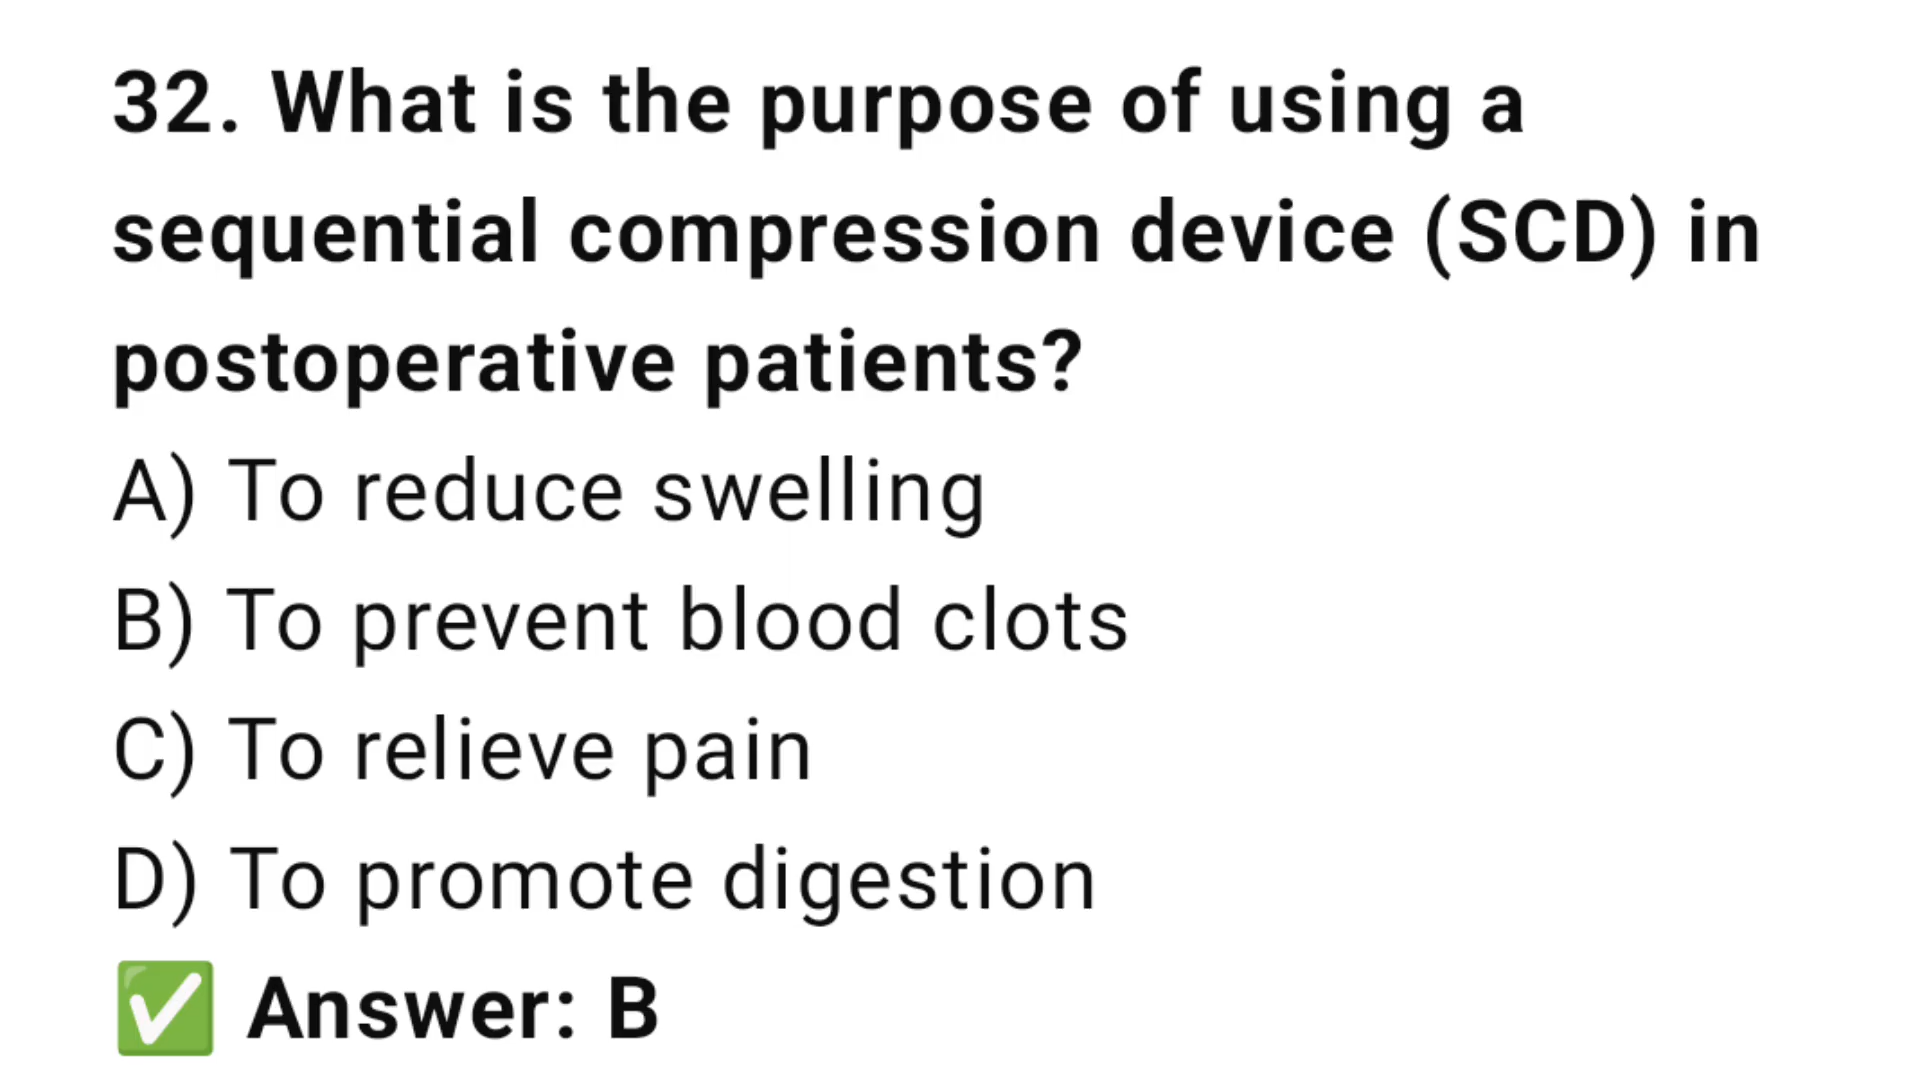 32. What is the purpose of using a
sequential compression device (SCD) in
postoperative patients?
A) To reduce swelling
B) To prevent blood clots
C) To relieve pain
D) To promote digestion
✅ Answer: B